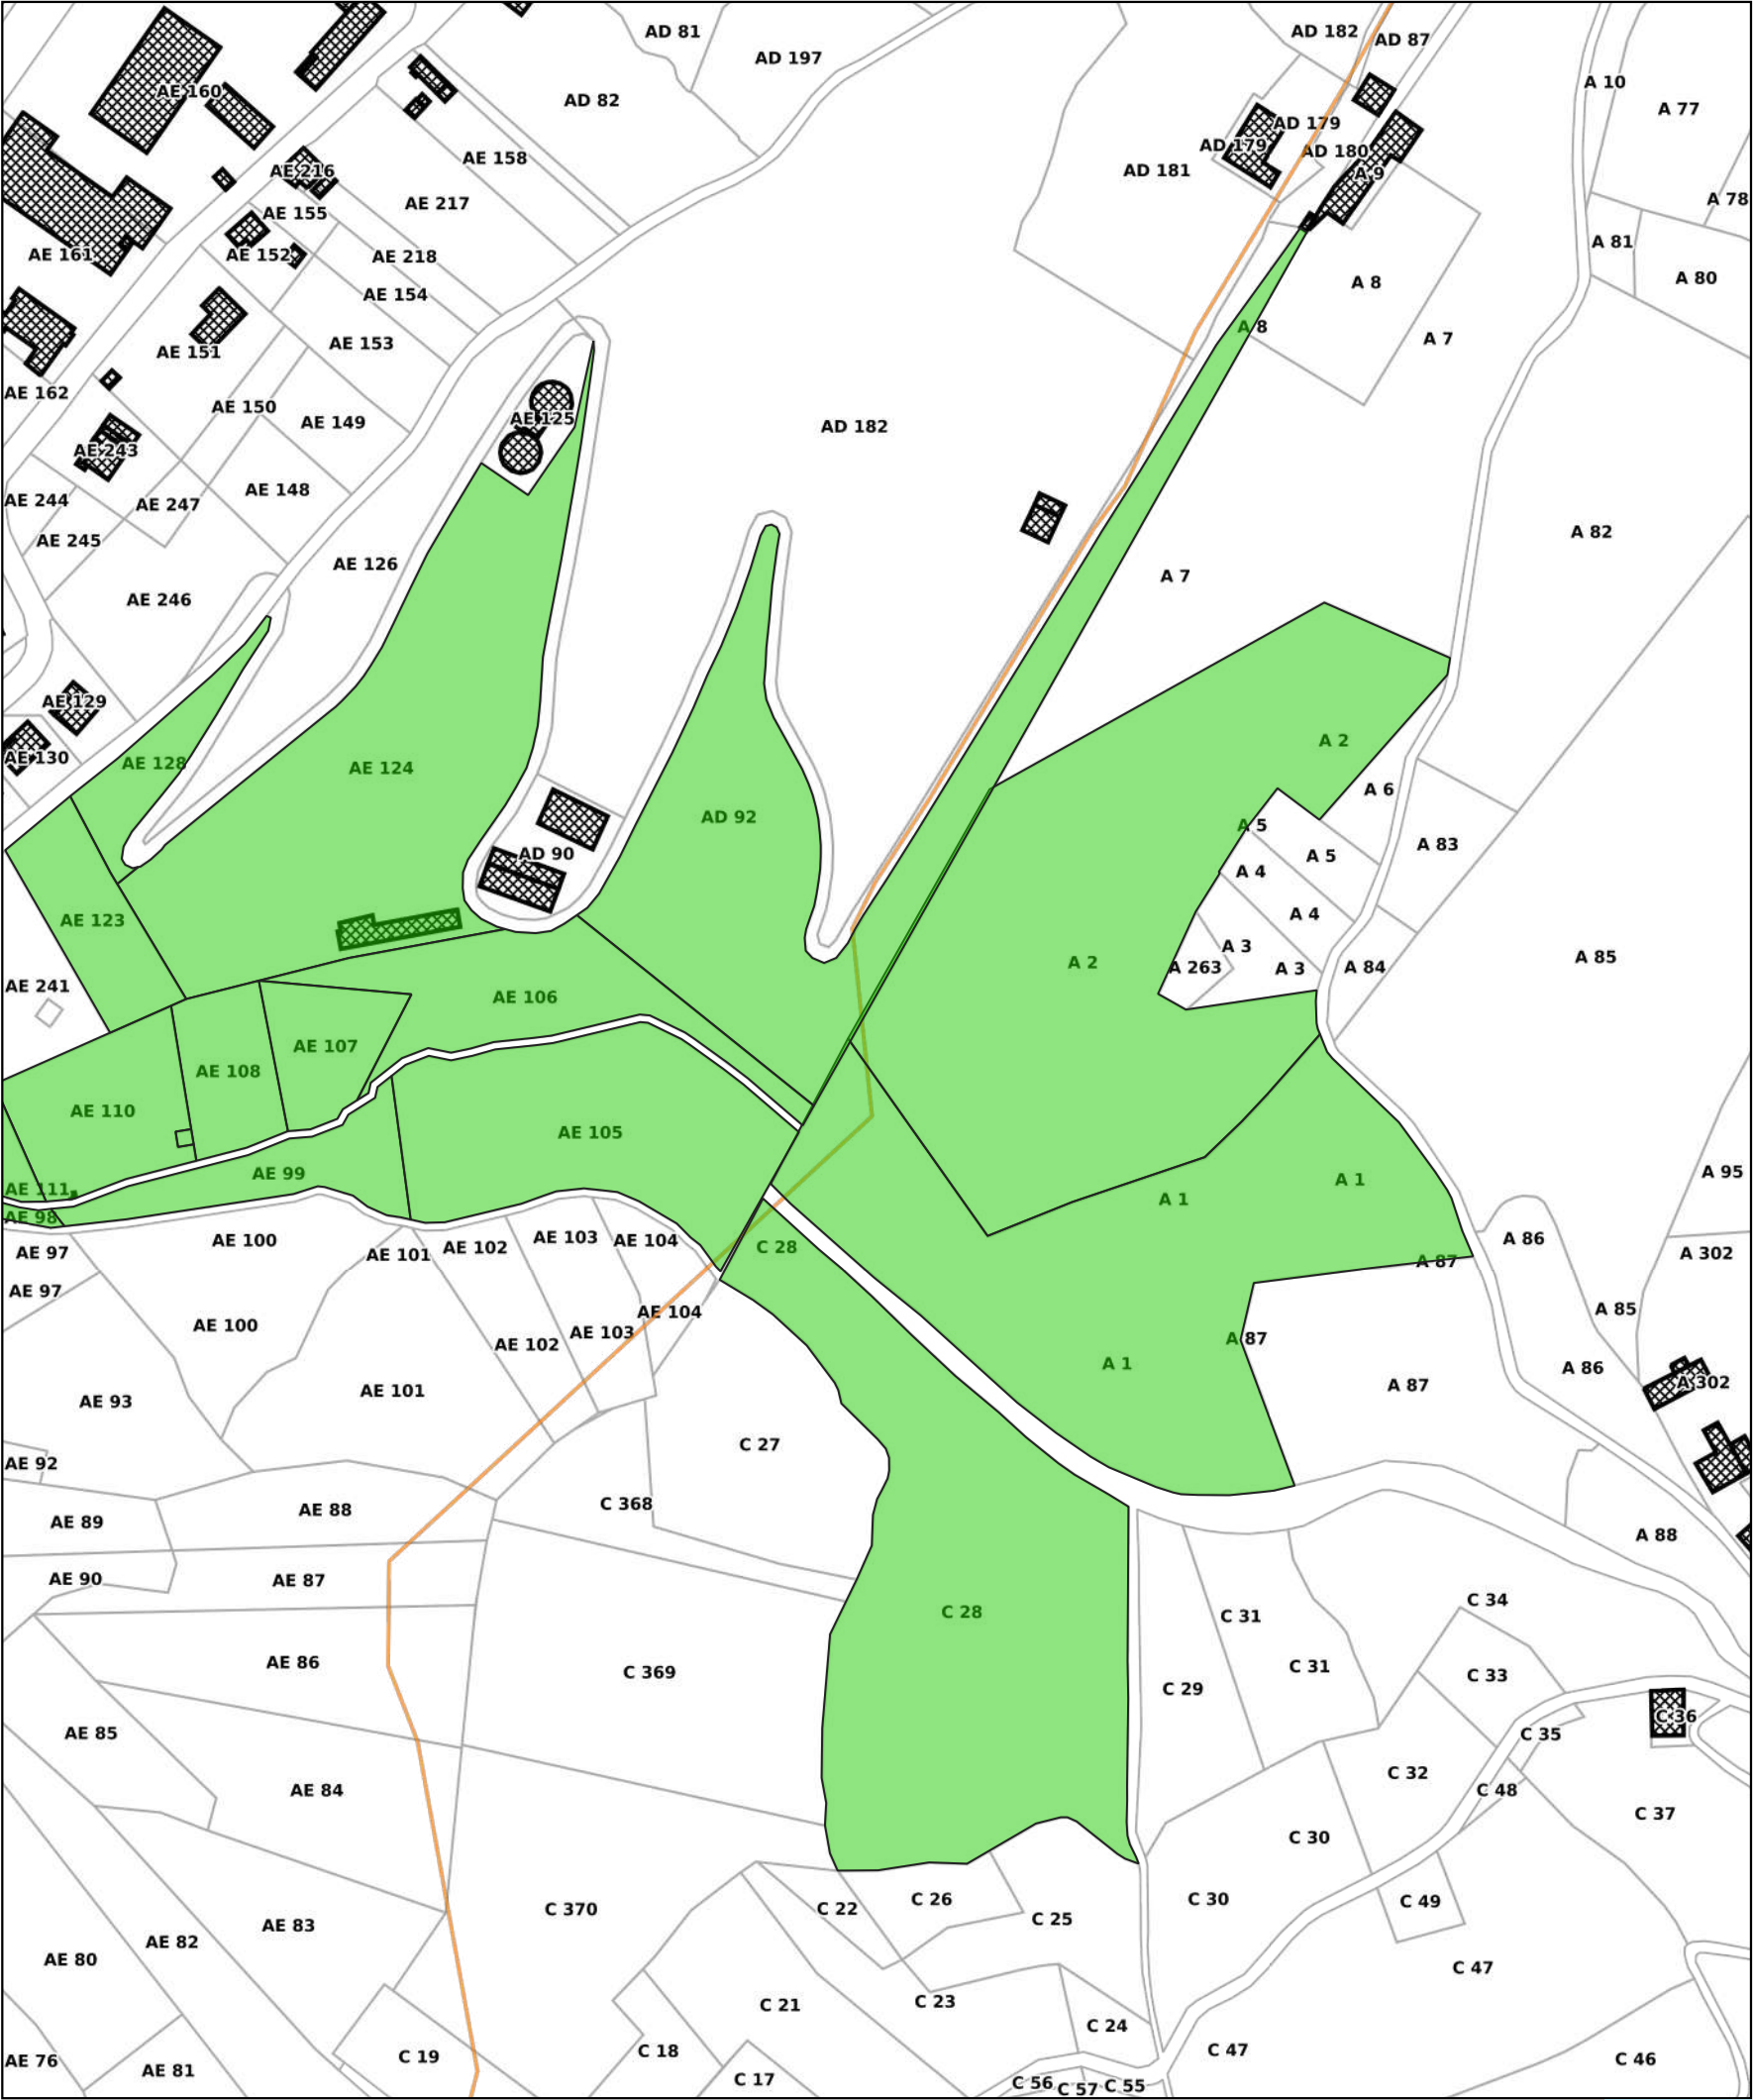 AD 81
AD 182
AD 87
AD 197
AE 160
AD 82
A 10
A 77
AD 179
AD 179
AD 180
AE 158
AE 216
AD 181
A 9
A 78
AE 217
AE 155
AE 161
AE 152
AE 218
A 81
A 80
A 8
AE 154
A 8
A 7
AE 151
AE 153
AE 162
AE 150
AE 149
AE 125
AD 182
AE 243
AE 244
AE 247
AE 148
AE 245
A 82
AE 126
A 7
AE 246
AE 129
AE 130
AE 128
AE 124
A 2
A 6
AD 92
A 5
A 5
A 83
AD 90
A 4
AE 123
A 4
A 3
A 2
A 263
A 3
A 84
A 85
AE 241
AE 106
AE 107
AE 108
AE 110
AE 105
AE 99
AE 111
A 1
A 1
A 95
AE 98
AE 97
AE 100
AE 101
AE 102
AE 103
AE 104
C 28
A 86
A 302
A 87
AE 97
AE 100
AE 104
A 85
AE 102
AE 103
A 87
A 1
A 86
A 302
AE 93
AE 101
A 87
C 27
AE 92
AE 89
AE 88
C 368
A 88
AE 90
AE 87
C 28
C 31
C 34
AE 86
C 369
C 31
C 33
C 29
AE 85
C 36
C 35
AE 84
C 32
C 48
C 37
C 30
AE 83
C 370
C 22
C 26
C 25
C 30
C 49
AE 82
AE 80
C 47
C 21
C 23
C 24
AE 76
AE 81
C 19
C 18
C 17
C 47
C 46
C 56
C 57
C 55